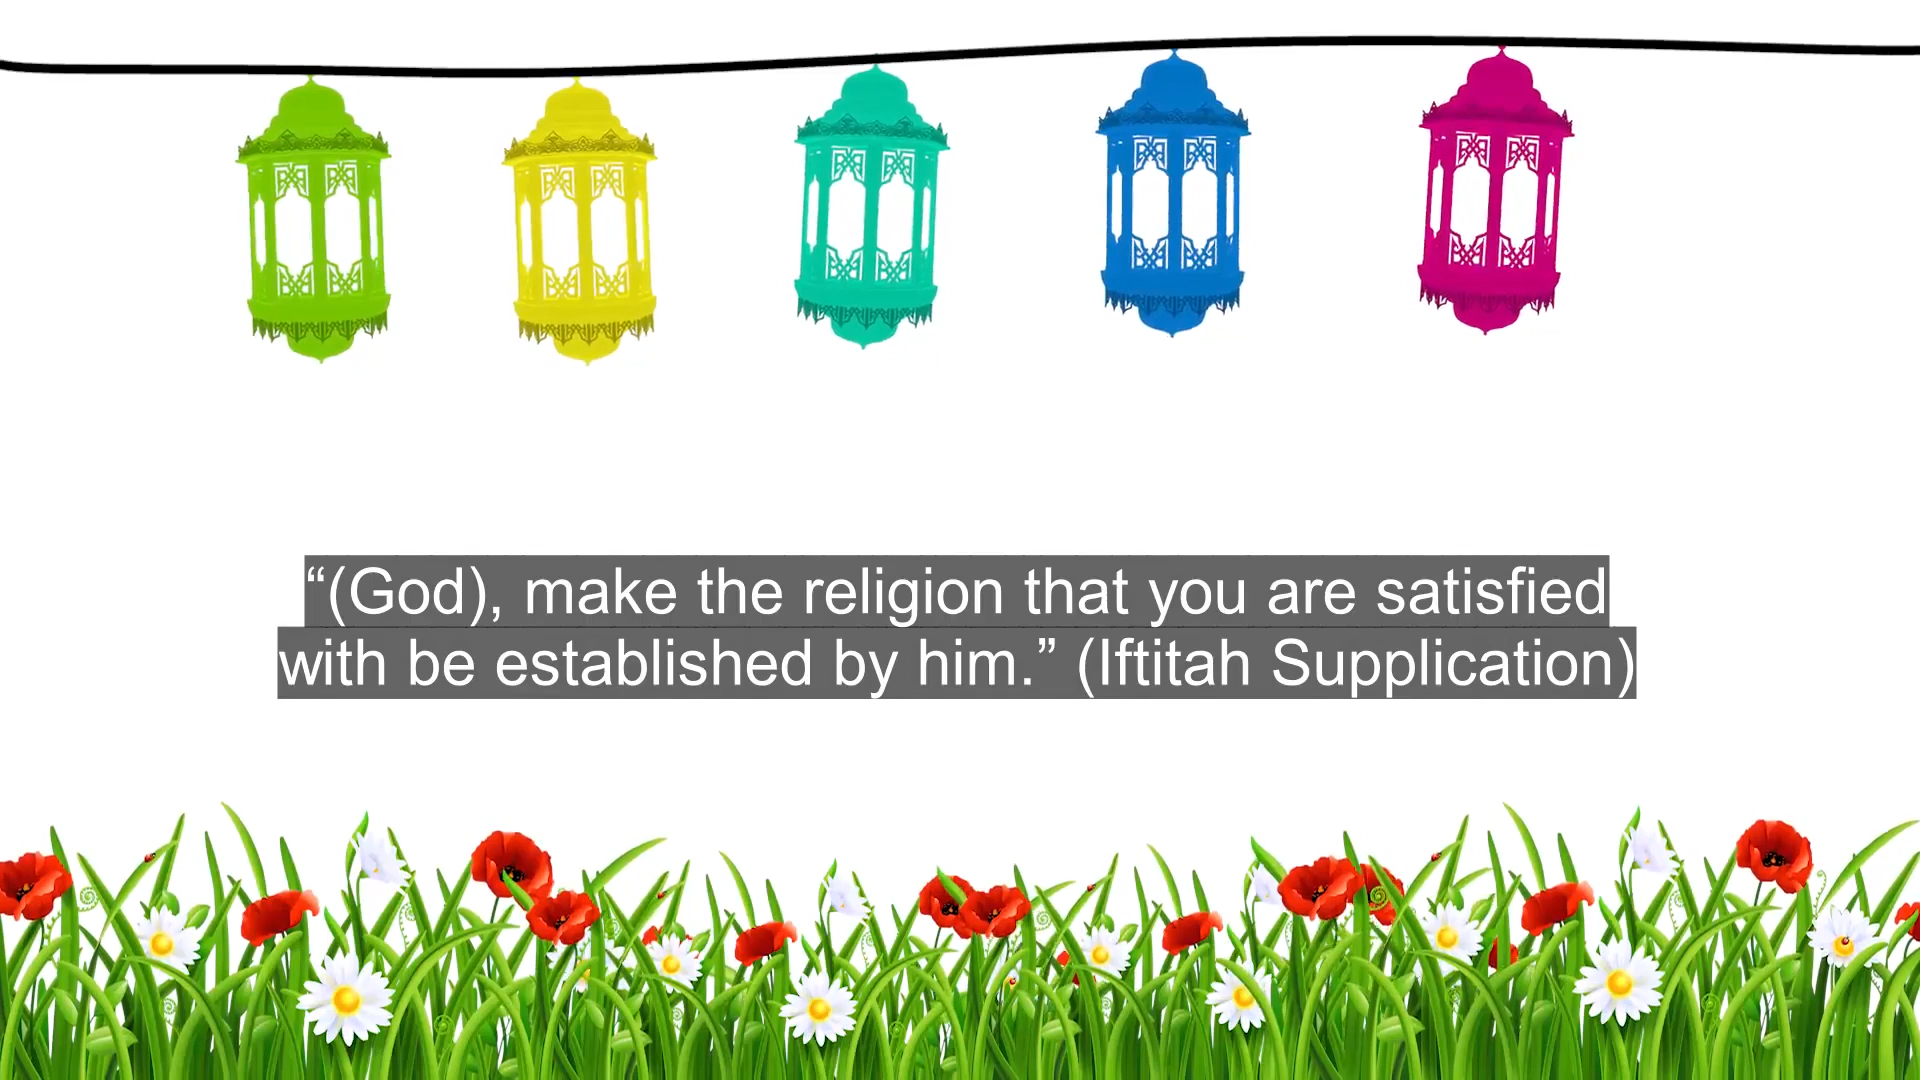 “(God), make the religion that you are satisfied
with be established by him.” (Iftitah Supplication)